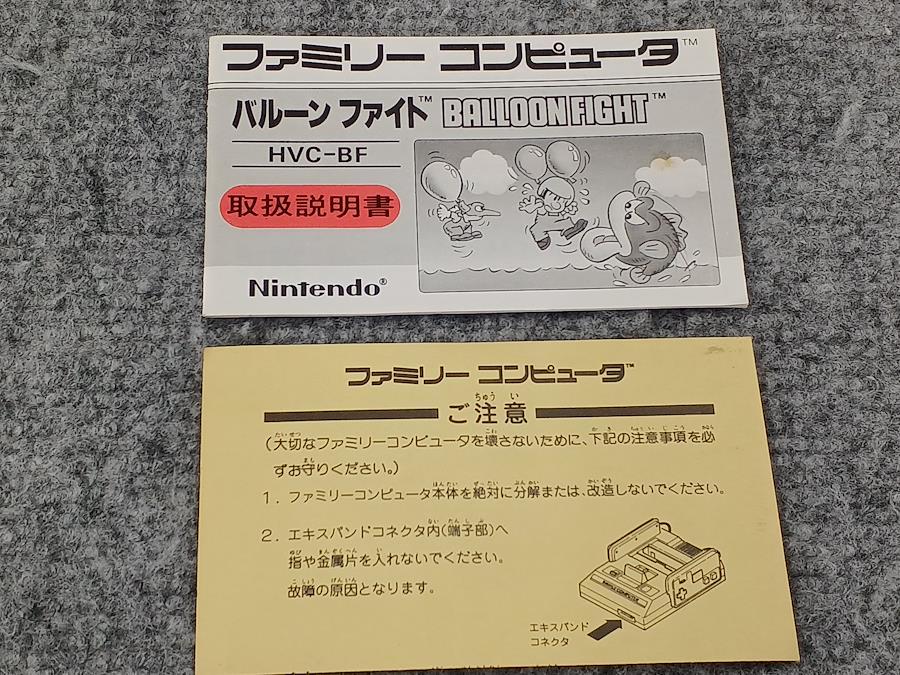 ファミリー コンピュータ™
バルーン ファイト™ BALLOON FIGHT™
HVC-BF
取扱説明書
Nintendo®
ファミリー コンピュータ™
ご注意
(大切なファミリーコンピュータを壊さないために、下記の注意事項を必
ずお守りください。)
1. ファミリーコンピュータ本体を絶対に分解または、改造しないでください。
2. エキスパンドコネクタ内(端子部)へ
指や金属片を入れないでください。
故障の原因となります。
エキスパンド
コネクタ